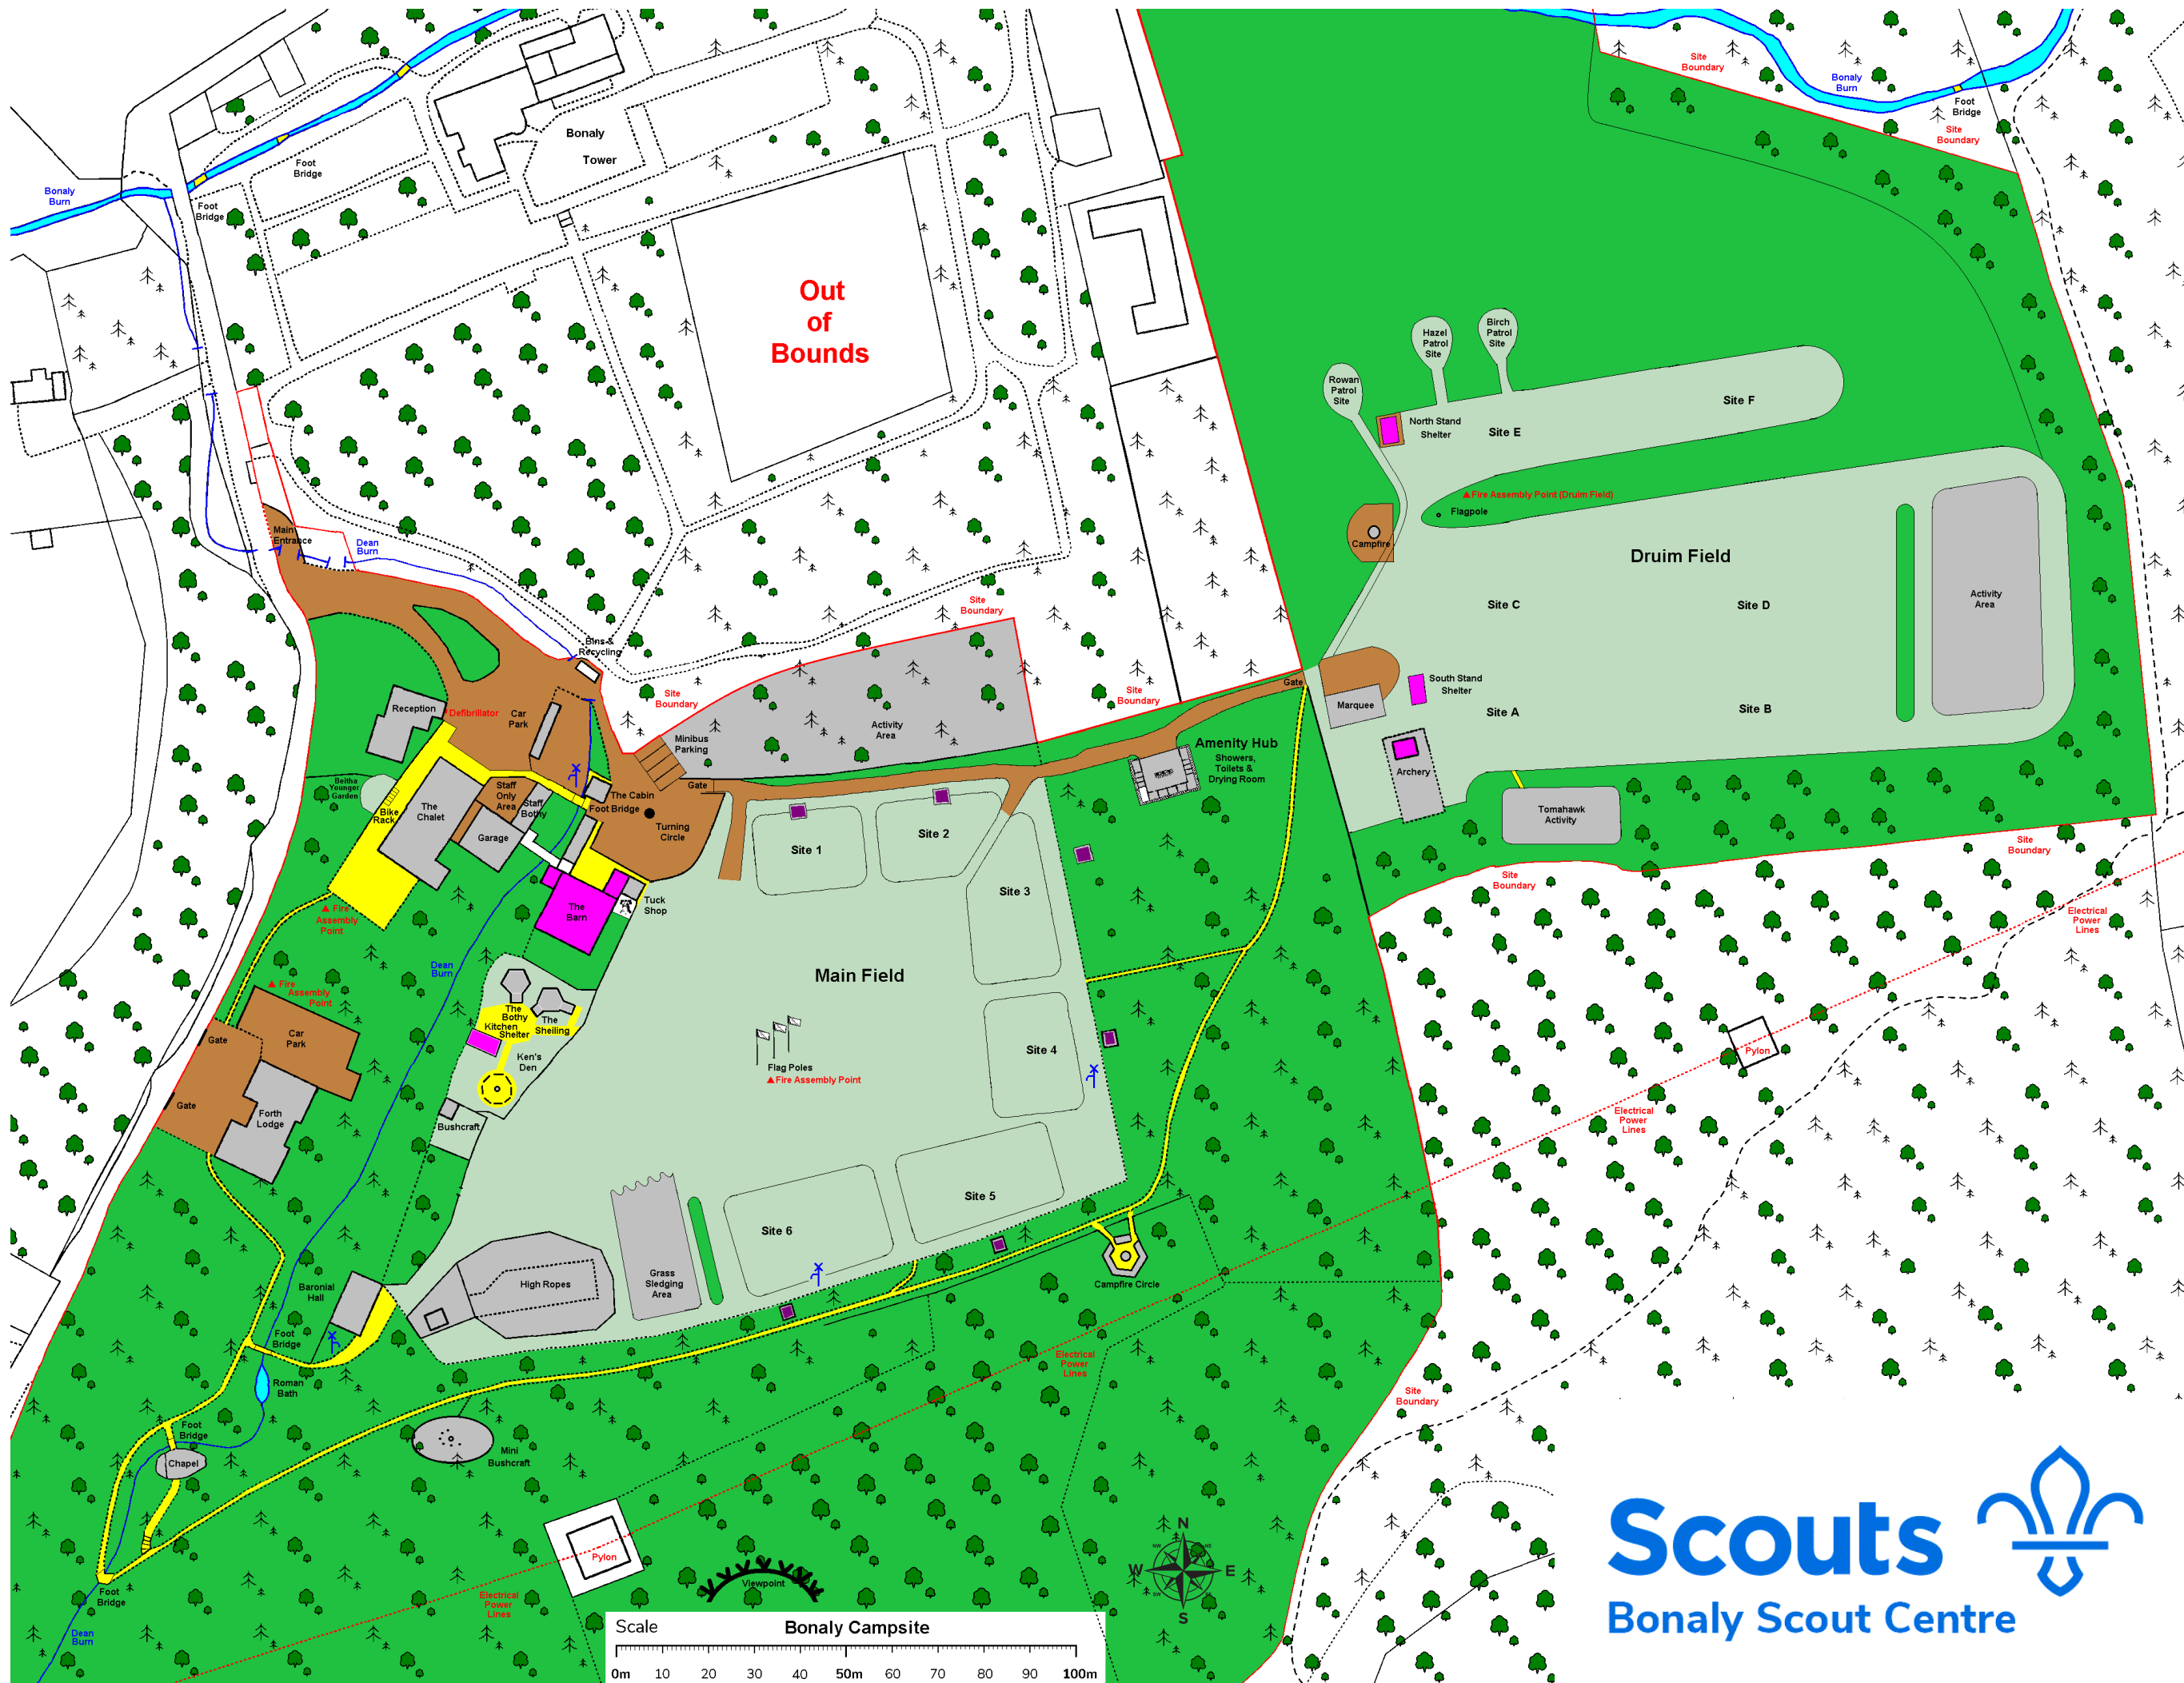 Site
Boundary
Bonaly
Burn
Foot
Bridge
Site
Boundary
Bonaly
Tower
Foot
Bridge
Bonaly
Burn
Foot
Bridge
Out
of
Bounds
Birch
Patrol
Site
Hazel
Patrol
Site
Rowan
Patrol
Site
Site F
North Stand
Shelter
Site E
Fire Assembly Point (Druim Field)
Flagpole
Main
Entrance
Dean
Burn
Campfire
Druim Field
Activity
Area
Site C
Site D
Site
Boundary
Bins &
Recycling
Site
Boundary
Site
Boundary
Gate
South Stand
Shelter
Marquee
Site A
Site B
Reception
Defibrillator
Car
Park
Activity
Area
Minibus
Parking
Amenity Hub
Showers,
Toilets &
Drying Room
Archery
Beitha
Younger
Garden
Bike
Rack
The
Chalet
Staff
Only
Area
Staff
Bothy
Garage
The Cabin
Foot Bridge
Turning
Circle
Gate
Site 1
Site 2
Site 3
Tomahawk
Activity
Site
Boundary
Site
Boundary
Electrical
Power
Lines
Fire
Assembly
Point
The
Barn
Tuck
Shop
Dean
Burn
Main Field
Fire
Assembly
Point
Car
Park
Gate
The
Bothy
Kitchen
Shelter
The
Sheiling
Ken's
Den
Flag Poles
Fire Assembly Point
Site 4
Pylon
Gate
Forth
Lodge
Bushcraft
Electrical
Power
Lines
Site 5
Site 6
Baronial
Hall
High Ropes
Grass
Sledging
Area
Campfire Circle
Foot
Bridge
Roman
Bath
Electrical
Power
Lines
Site
Boundary
Foot
Bridge
Chapel
Mini
Bushcraft
Pylon
Viewpoint
N
NW
NE
W
E
SW
SE
S
Foot
Bridge
Electrical
Power
Lines
Dean
Burn
Scale
Bonaly Campsite
0m 10 20 30 40 50m 60 70 80 90 100m
Scouts
Bonaly Scout Centre